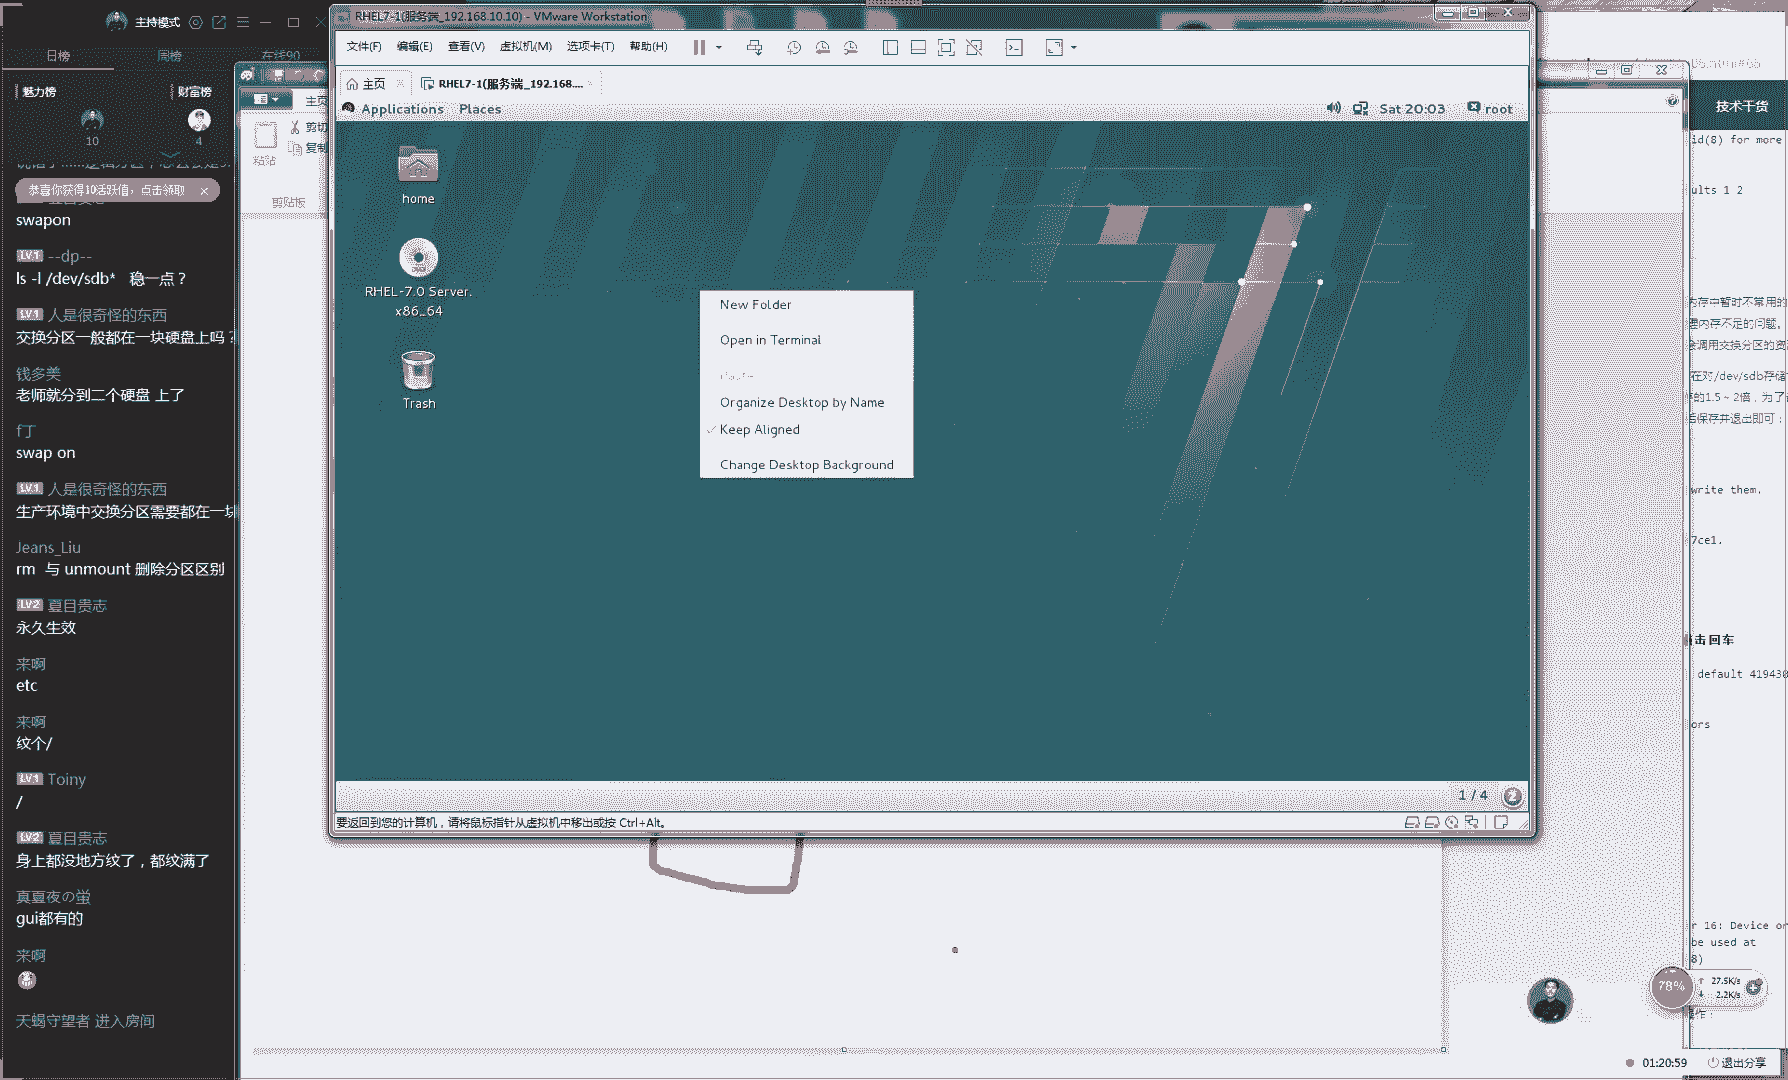 主持模式
日榜
周榜
在线90
魅力榜
财富榜
10
4
恭喜你获得10活跃值，点击领取
swapon
LV1 --dp--
ls -l /dev/sdb* 稳一点？
LV1 人是很奇怪的东西
交换分区一般都在一块硬盘上吗？
钱多美
老师就分到二个硬盘 上了
f丁
swap on
LV1 人是很奇怪的东西
生产环境中交换分区需要都在一块
Jeans_Liu
rm 与 unmount 删除分区区别
LV2 夏目贵志
永久生效
来啊
etc
来啊
纹个/
LV1 Toiny
/
LV2 夏目贵志
身上都没地方纹了，都纹满了
真夏夜の蛍
gui都有的
来啊
天蝎守望者 进入房间
主页
剪切
复制
粘贴
剪贴板
RHEL7-1(服务端_192.168.10.10) - VMware Workstation
文件(F) 编辑(E) 查看(V) 虚拟机(M) 选项卡(T) 帮助(H)
主页
RHEL7-1(服务端_192.168....
Applications Places
Sat 20:03
root
home
RHEL-7.0 Server.
x86_64
Trash
New Folder
Open in Terminal
Organize Desktop by Name
Keep Aligned
Change Desktop Background
1 / 4
要返回到您的计算机，请将鼠标指针从虚拟机中移出或按 Ctrl+Alt。
技术干货
id(8) for more
ults 1 2
内存中暂时不常用的
内存不足的问题。
调用交换分区的资
在对/dev/sdb存储
的1.5～2倍，为了
保存并退出即可：
write them.
7ce1.
击回车
default 419430
ors
r 16: Device or
be used at
8)
78%
27.5K/s
2.2K/s
操作：
01:20:59
退出分享